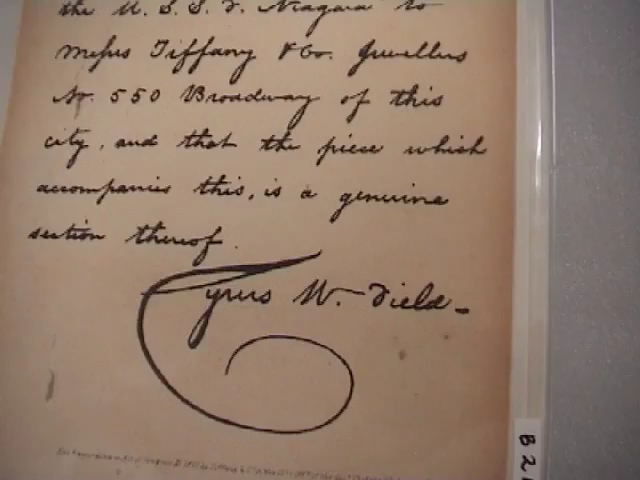 the U. S. S. F. Niagara to
Messrs Tiffany & Co. Jewellers
No. 550 Broadway of this
city, and that the piece which
accompanies this, is a genuine
section thereof.
Cyrus W. Field
B 2